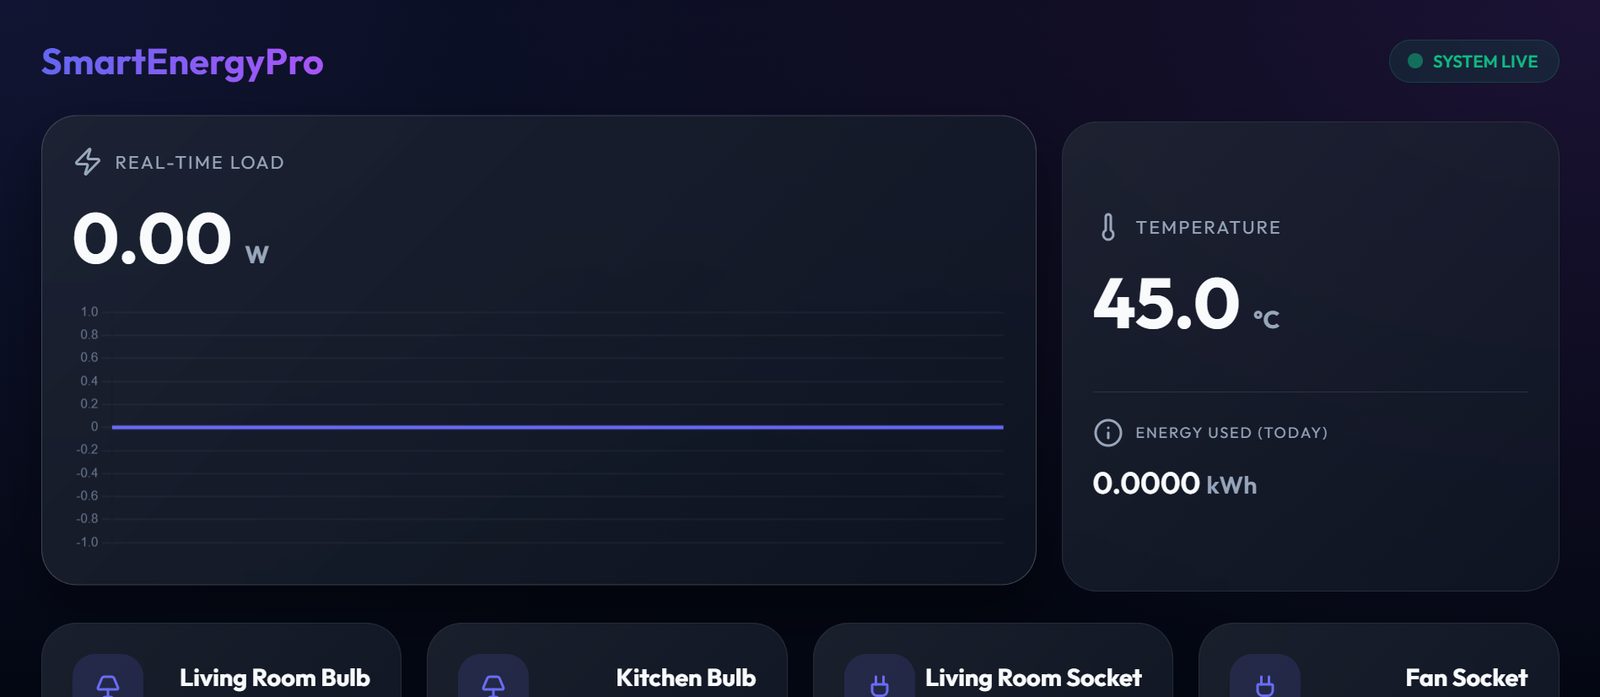 SmartEnergyPro
SYSTEM LIVE
REAL-TIME LOAD
0.00 W
1.0
0.8
0.6
0.4
0.2
0
-0.2
-0.4
-0.6
-0.8
-1.0
TEMPERATURE
45.0 °C
ENERGY USED (TODAY)
0.0000 kWh
Living Room Bulb
Kitchen Bulb
Living Room Socket
Fan Socket